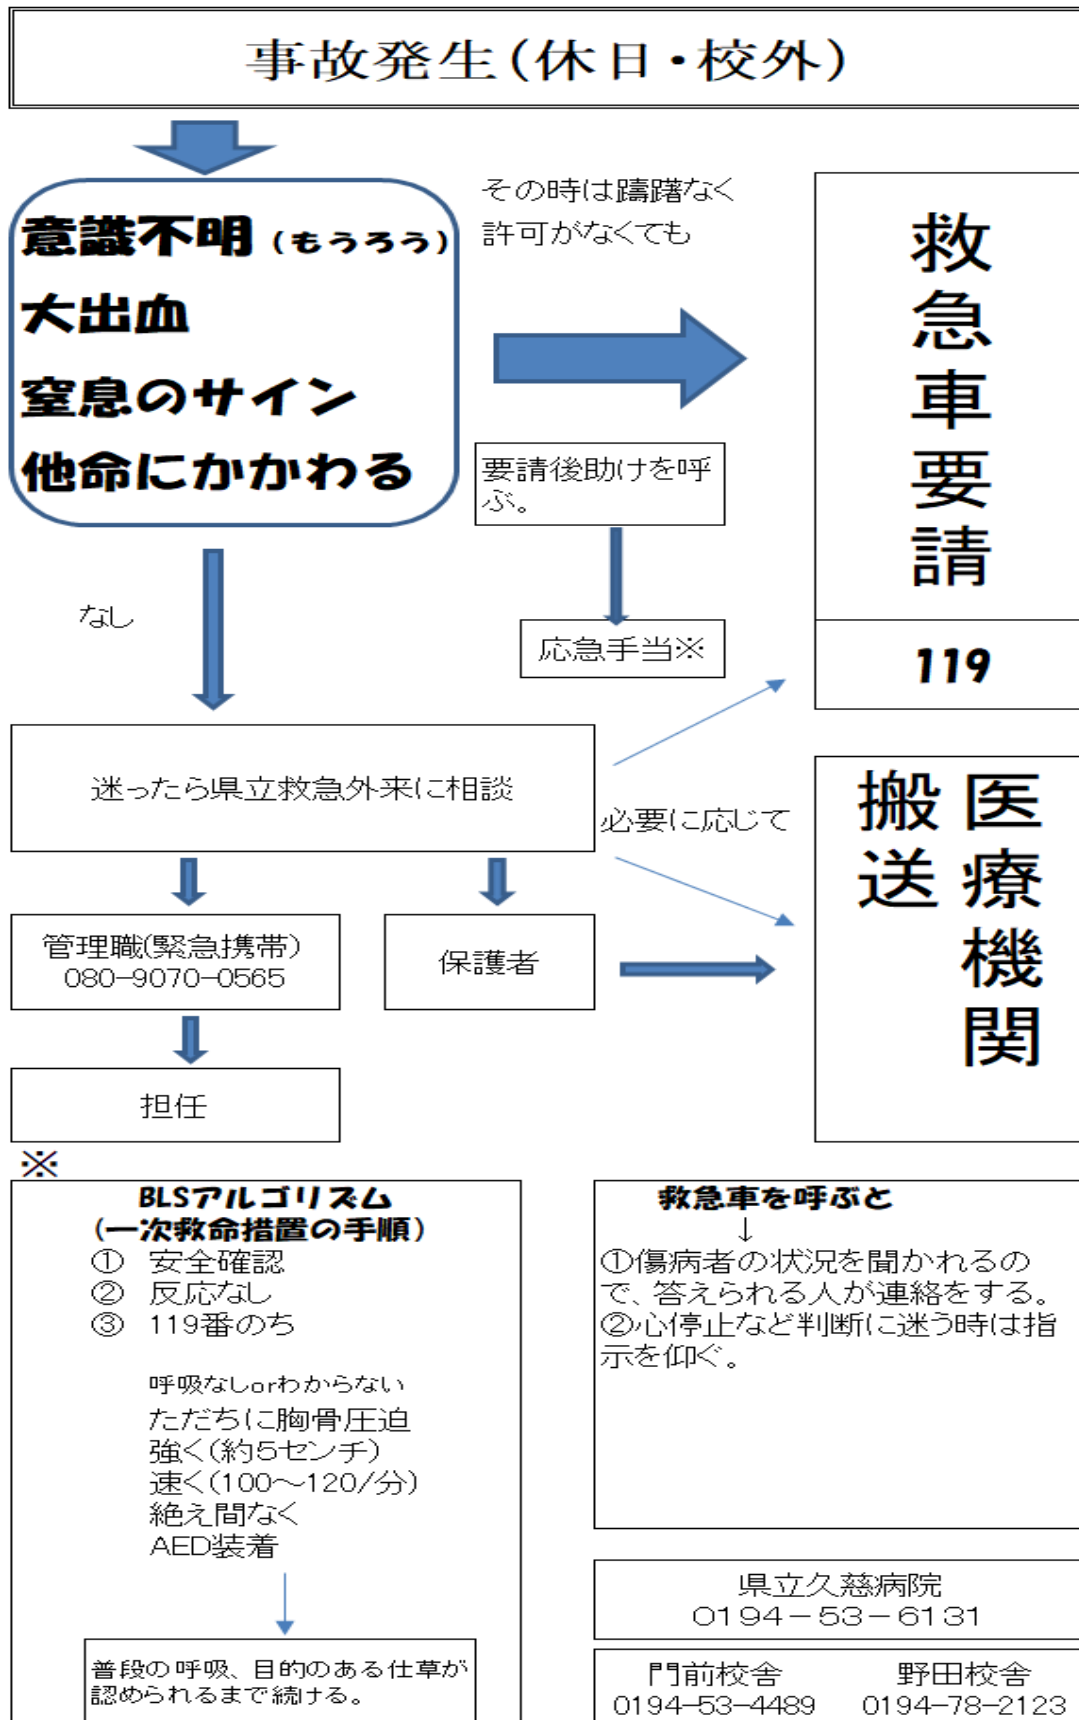 事故発生(休日・校外)
意識不明(もうろう)
大出血
窒息のサイン
他命にかかわる
その時は躊躇なく
許可がなくても
救急車要請
119
要請後助けを呼
ぶ。
応急手当※
なし
迷ったら県立救急外来に相談
必要に応じて
医療機関
搬送
管理職(緊急携帯)
080-9070-0565
保護者
担任
※
BLSアルゴリズム
(一次救命措置の手順)
① 安全確認
② 反応なし
③ 119番のち
呼吸なしorわからない
ただちに胸骨圧迫
強く(約5センチ)
速く(100～120/分)
絶え間なく
AED装着
普段の呼吸、目的のある仕草が
認められるまで続ける。
救急車を呼ぶと
↓
①傷病者の状況を聞かれるの
で、答えられる人が連絡をする。
②心停止など判断に迷う時は指
示を仰ぐ。
県立久慈病院
0194-53-6131
門前校舎 野田校舎
0194-53-4489 0194-78-2123